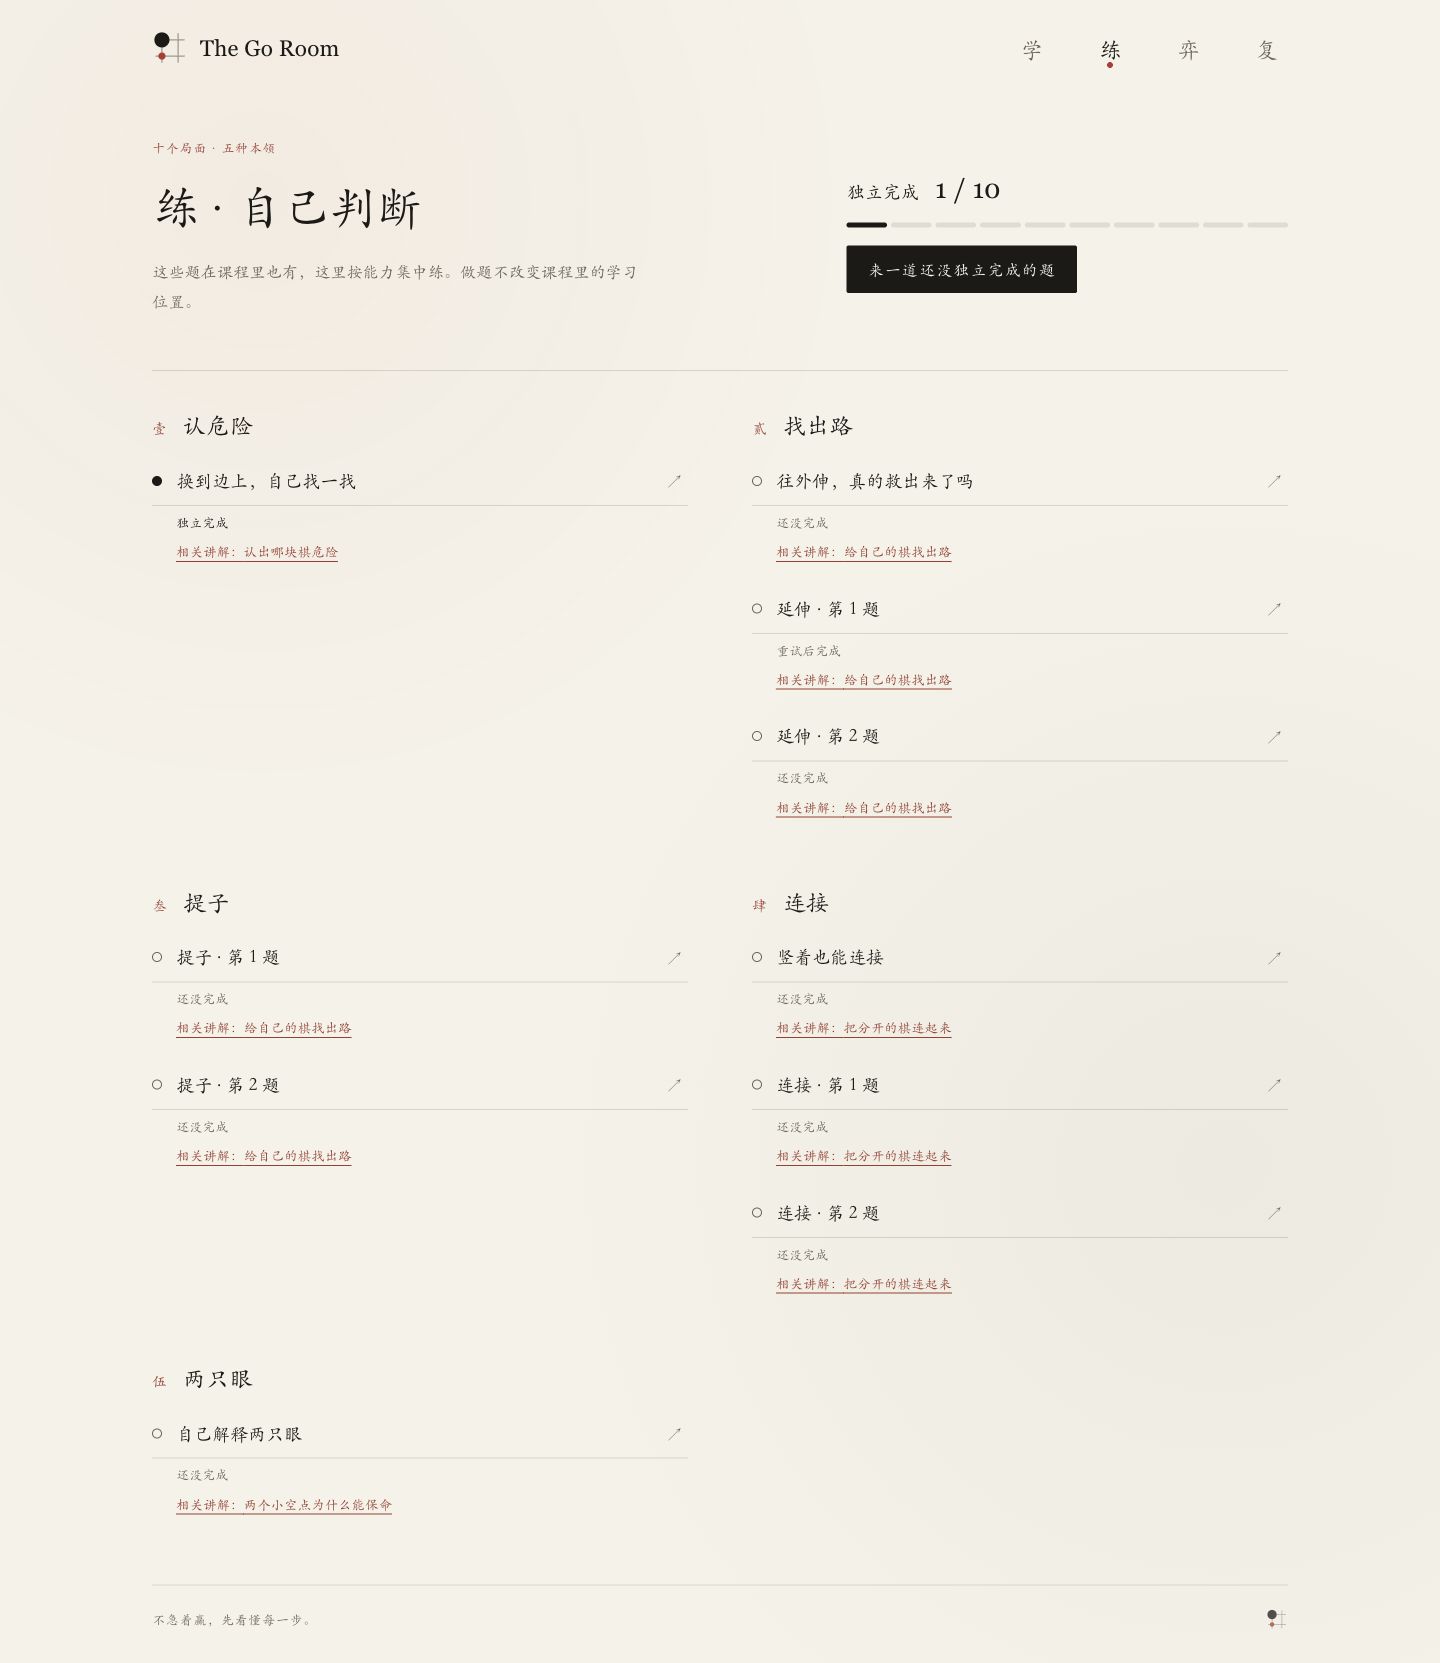 The Go Room
学 练 弈 复
十个局面 · 五种本领
练 · 自己判断
这些题在课程里也有，这里按能力集中练。做题不改变课程里的学习
位置。
独立完成 1 / 10
来一道还没独立完成的题
壹 认危险
换到边上，自己找一找 ↗
独立完成
相关讲解：认出哪块棋危险
贰 找出路
往外伸，真的救出来了吗 ↗
还没完成
相关讲解：给自己的棋找出路
延伸 · 第 1 题 ↗
重试后完成
相关讲解：给自己的棋找出路
延伸 · 第 2 题 ↗
还没完成
相关讲解：给自己的棋找出路
叁 提子
提子 · 第 1 题 ↗
还没完成
相关讲解：给自己的棋找出路
提子 · 第 2 题 ↗
还没完成
相关讲解：给自己的棋找出路
肆 连接
竖着也能连接 ↗
还没完成
相关讲解：把分开的棋连起来
连接 · 第 1 题 ↗
还没完成
相关讲解：把分开的棋连起来
连接 · 第 2 题 ↗
还没完成
相关讲解：把分开的棋连起来
伍 两只眼
自己解释两只眼 ↗
还没完成
相关讲解：两个小空点为什么能保命
不急着赢，先看懂每一步。